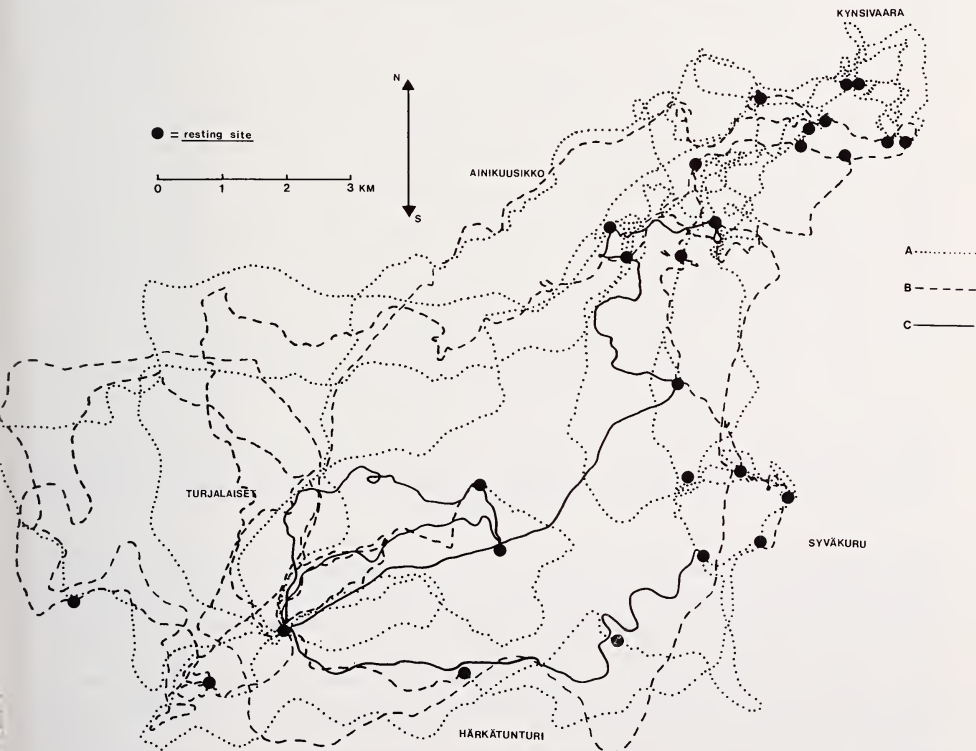 KYNSIVAARA
N
● = resting site
AINIKUUSIKKO
0 1 2 3 KM
S
A
B
C
TURJALAISET
SYVÄKURU
HÄRKÄTUNTURI